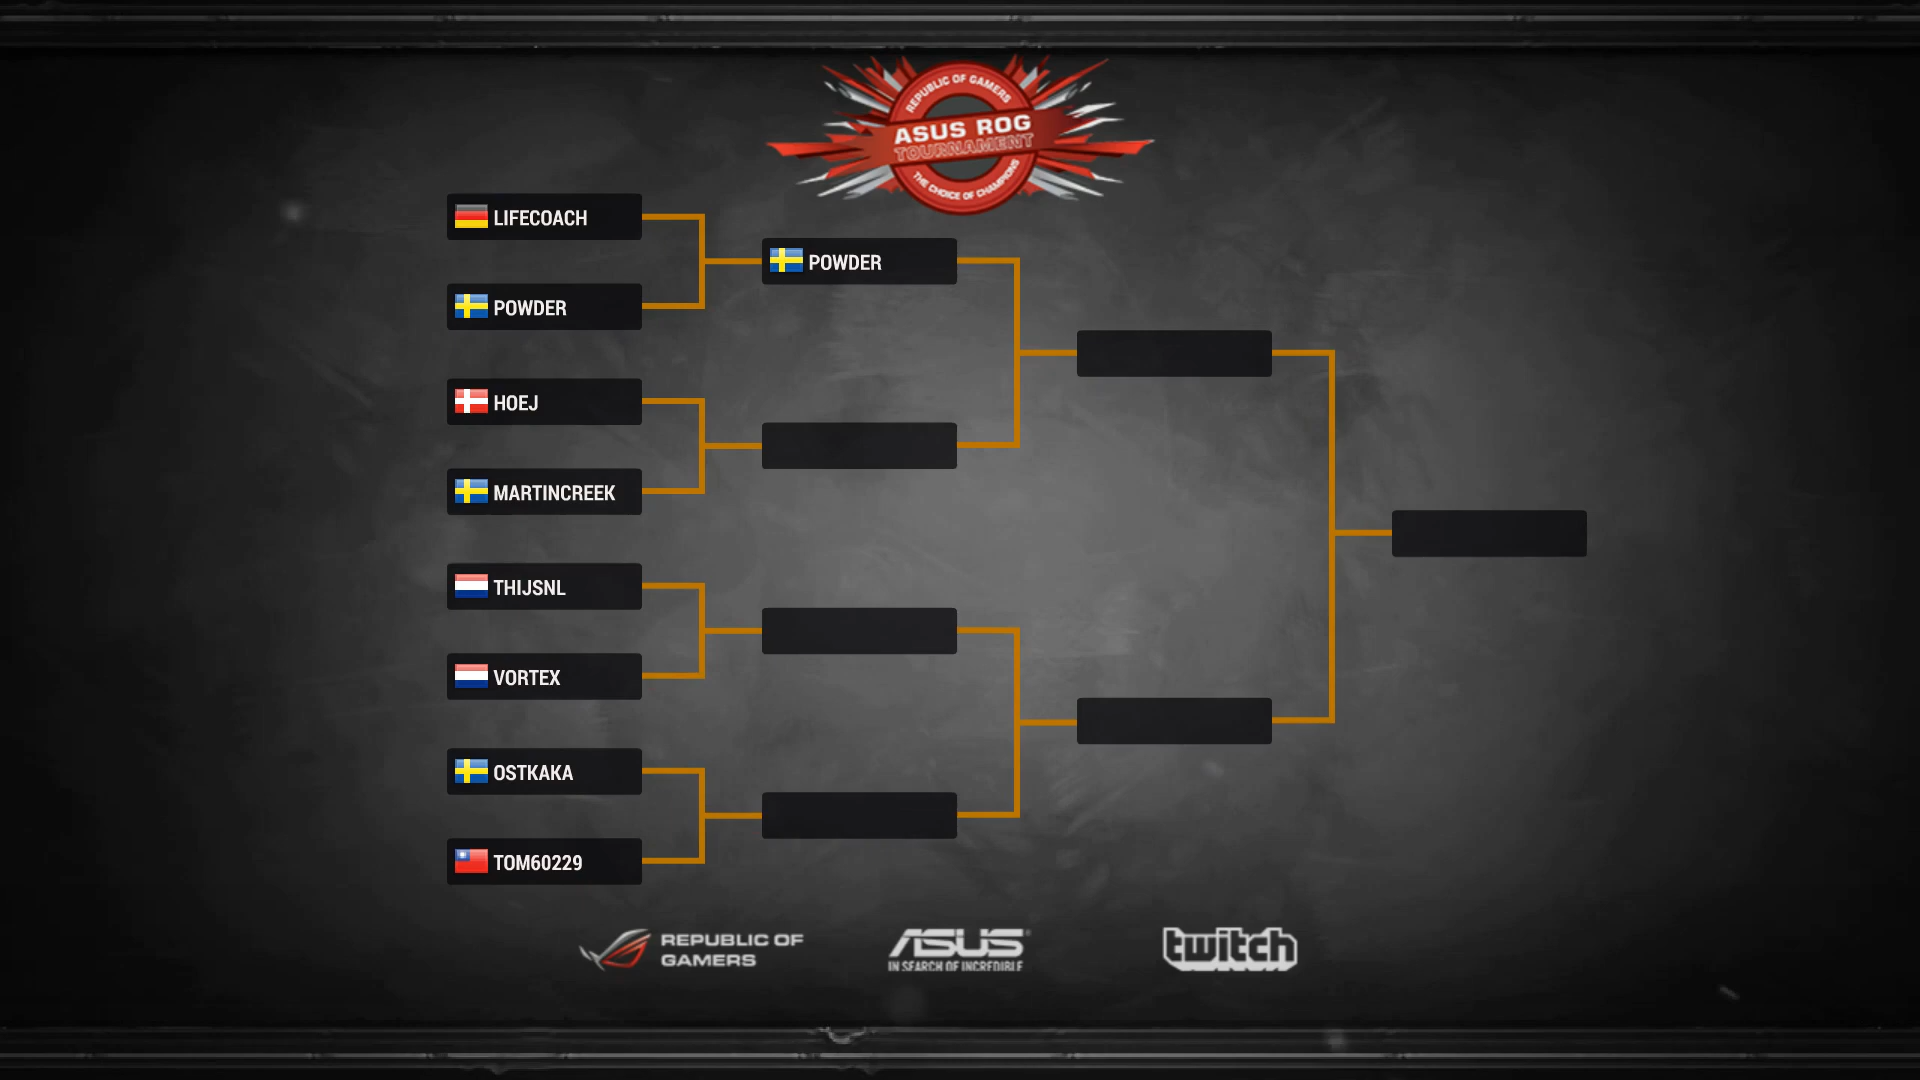 REPUBLIC OF GAMERS
ASUS ROG
TOURNAMENT
THE CHOICE OF CHAMPIONS
LIFECOACH
POWDER
POWDER
HOEJ
MARTINCREEK
THIJSNL
VORTEX
OSTKAKA
TOM60229
REPUBLIC OF
GAMERS
ASUS
IN SEARCH OF INCREDIBLE
twitch